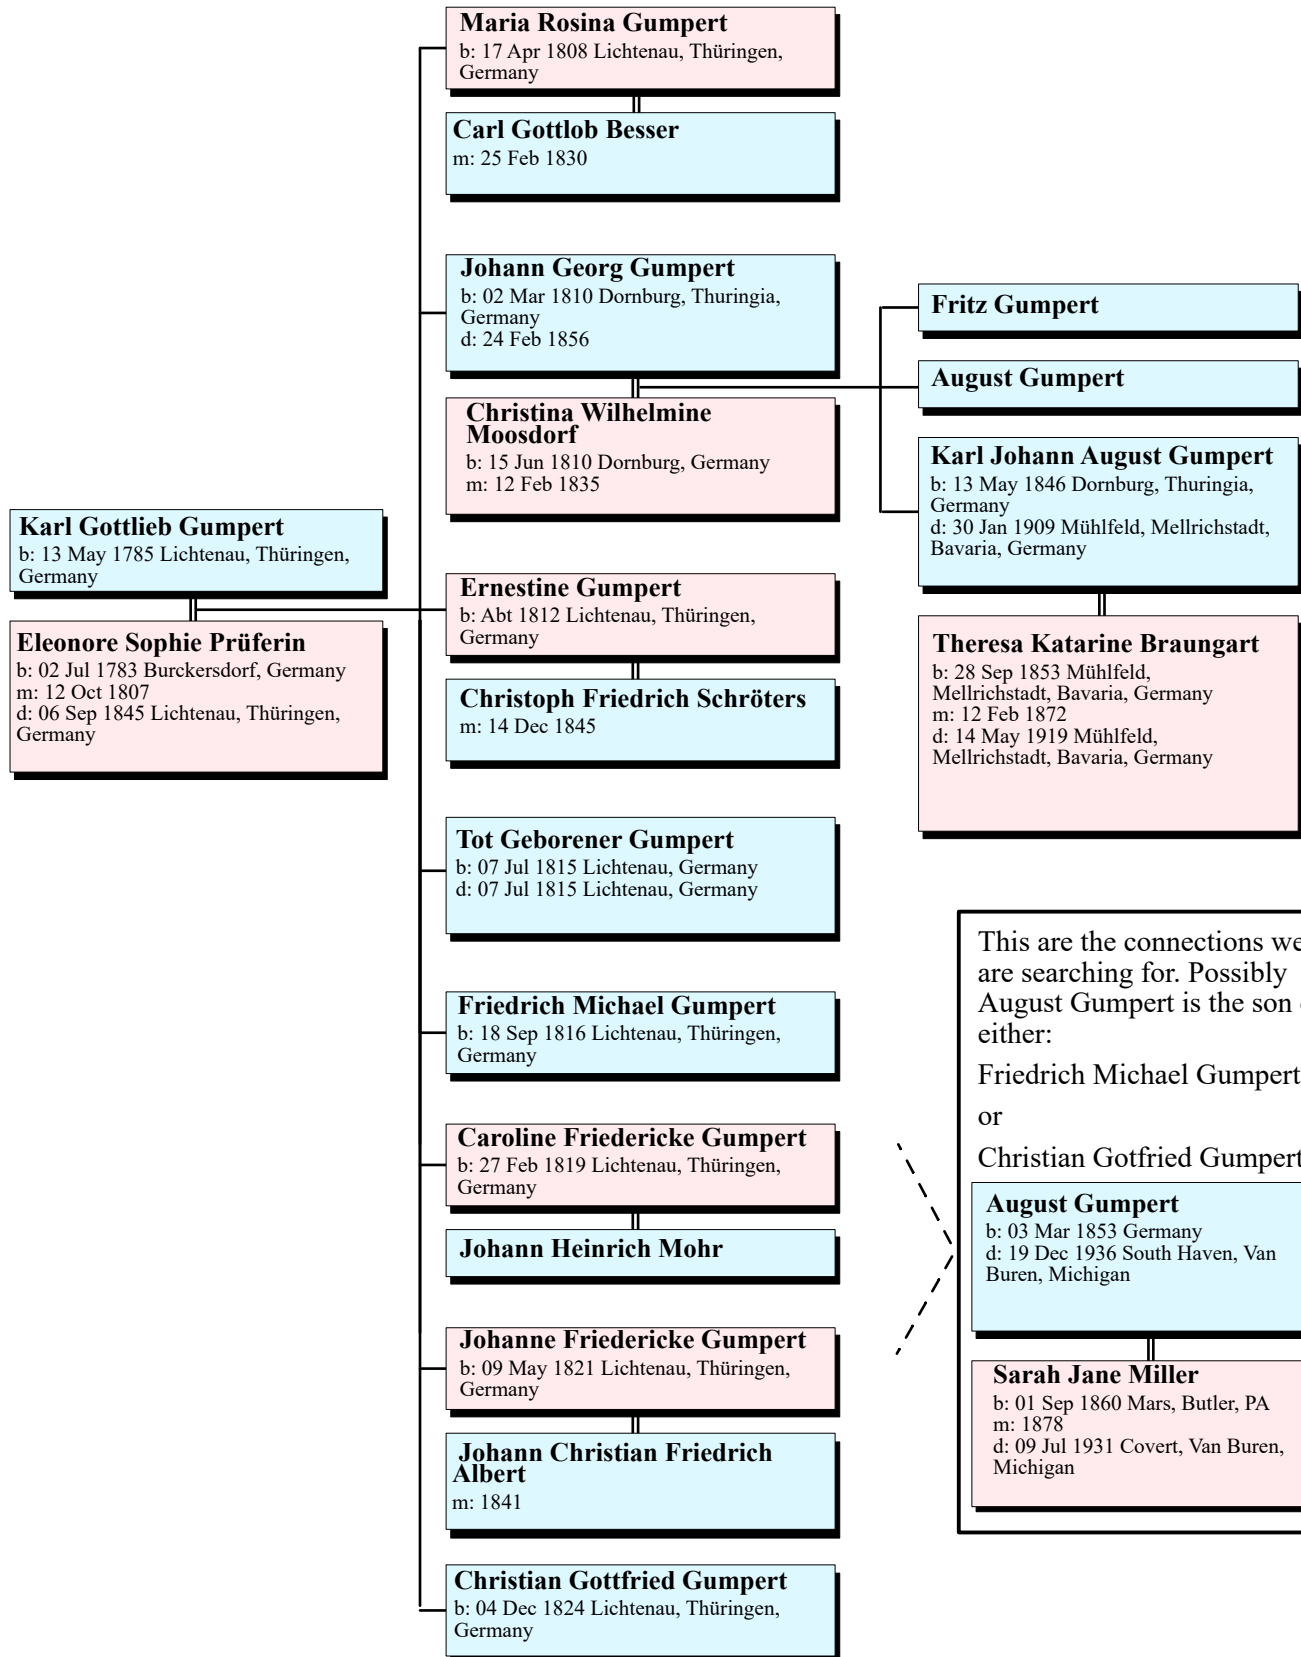 Maria Rosina Gumpert
b: 17 Apr 1808 Lichtenau, Thüringen,
Germany
Carl Gottlob Besser
m: 25 Feb 1830
Johann Georg Gumpert
b: 02 Mar 1810 Dornburg, Thuringia,
Germany
d: 24 Feb 1856
Christina Wilhelmine
Moosdorf
b: 15 Jun 1810 Dornburg, Germany
m: 12 Feb 1835
Fritz Gumpert
August Gumpert
Karl Johann August Gumpert
b: 13 May 1846 Dornburg, Thuringia,
Germany
d: 30 Jan 1909 Mühlfeld, Mellrichstadt,
Bavaria, Germany
Theresa Katarine Braungart
b: 28 Sep 1853 Mühlfeld,
Mellrichstadt, Bavaria, Germany
m: 12 Feb 1872
d: 14 May 1919 Mühlfeld,
Mellrichstadt, Bavaria, Germany
Karl Gottlieb Gumpert
b: 13 May 1785 Lichtenau, Thüringen,
Germany
Eleonore Sophie Prüferin
b: 02 Jul 1783 Burckersdorf, Germany
m: 12 Oct 1807
d: 06 Sep 1845 Lichtenau, Thüringen,
Germany
Ernestine Gumpert
b: Abt 1812 Lichtenau, Thüringen,
Germany
Christoph Friedrich Schröters
m: 14 Dec 1845
Tot Geborener Gumpert
b: 07 Jul 1815 Lichtenau, Germany
d: 07 Jul 1815 Lichtenau, Germany
Friedrich Michael Gumpert
b: 18 Sep 1816 Lichtenau, Thüringen,
Germany
Caroline Friedericke Gumpert
b: 27 Feb 1819 Lichtenau, Thüringen,
Germany
Johann Heinrich Mohr
Johanne Friedericke Gumpert
b: 09 May 1821 Lichtenau, Thüringen,
Germany
Johann Christian Friedrich
Albert
m: 1841
Christian Gottfried Gumpert
b: 04 Dec 1824 Lichtenau, Thüringen,
Germany
This are the connections we
are searching for. Possibly
August Gumpert is the son
either:
Friedrich Michael Gumpert
or
Christian Gotfried Gumpert
August Gumpert
b: 03 Mar 1853 Germany
d: 19 Dec 1936 South Haven, Van
Buren, Michigan
Sarah Jane Miller
b: 01 Sep 1860 Mars, Butler, PA
m: 1878
d: 09 Jul 1931 Covert, Van Buren,
Michigan